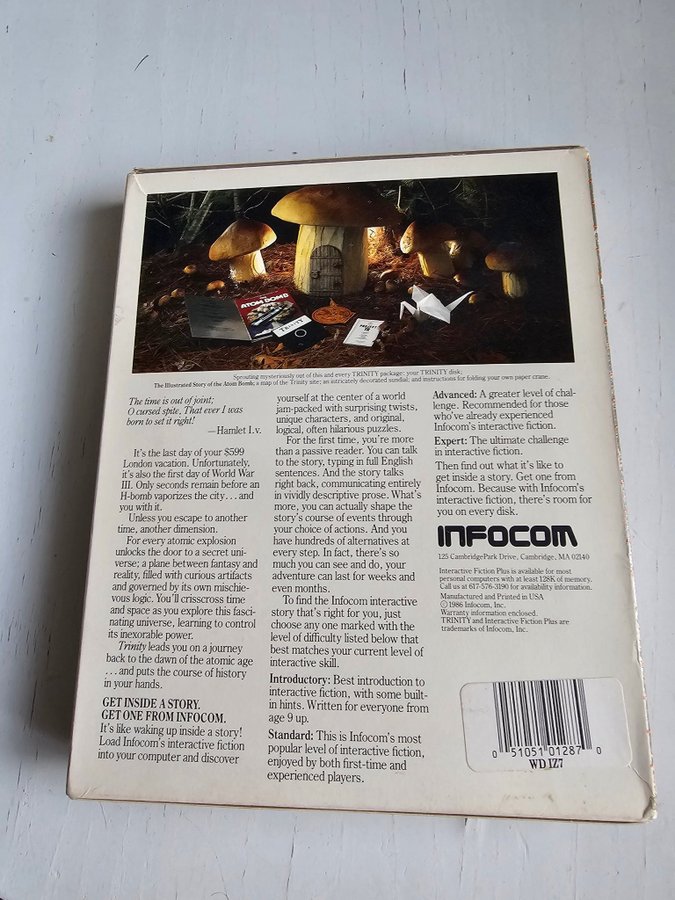 ATOM BOMB
TRINITY
Sprouting mysteriously out of this and every TRINITY package: your TRINITY disk;
The Illustrated Story of the Atom Bomb; a map of the Trinity site; an intricately decorated sundial; and instructions for folding your own paper crane.
The time is out of joint;
O cursed spite, That ever I was
born to set it right!
—Hamlet I.v.
It's the last day of your $599
London vacation. Unfortunately,
it's also the first day of World War
III. Only seconds remain before an
H-bomb vaporizes the city...and
you with it.
Unless you escape to another
time, another dimension.
For every atomic explosion
unlocks the door to a secret uni-
verse; a plane between fantasy and
reality, filled with curious artifacts
and governed by its own mischie-
vous logic. You'll crisscross time
and space as you explore this fasci-
nating universe, learning to control
its inexorable power.
Trinity leads you on a journey
back to the dawn of the atomic age
...and puts the course of history
in your hands.
GET INSIDE A STORY.
GET ONE FROM INFOCOM.
It's like waking up inside a story!
Load Infocom's interactive fiction
into your computer and discover
yourself at the center of a world
jam-packed with surprising twists,
unique characters, and original,
logical, often hilarious puzzles.
For the first time, you're more
than a passive reader. You can talk
to the story, typing in full English
sentences. And the story talks
right back, communicating entirely
in vividly descriptive prose. What's
more, you can actually shape the
story's course of events through
your choice of actions. And you
have hundreds of alternatives at
every step. In fact, there's so
much you can see and do, your
adventure can last for weeks and
even months.
To find the Infocom interactive
story that's right for you, just
choose any one marked with the
level of difficulty listed below that
best matches your current level of
interactive skill.
Introductory: Best introduction to
interactive fiction, with some built-
in hints. Written for everyone from
age 9 up.
Standard: This is Infocom's most
popular level of interactive fiction,
enjoyed by both first-time and
experienced players.
Advanced: A greater level of chal-
lenge. Recommended for those
who've already experienced
Infocom's interactive fiction.
Expert: The ultimate challenge
in interactive fiction.
Then find out what it's like to
get inside a story. Get one from
Infocom. Because with Infocom's
interactive fiction, there's room for
you on every disk.
INFOCOM
125 CambridgePark Drive, Cambridge, MA 02140
Interactive Fiction Plus is available for most
personal computers with at least 128K of memory.
Call us at 617-576-3190 for availability information.
Manufactured and Printed in USA
© 1986 Infocom, Inc.
Warranty information enclosed.
TRINITY and Interactive Fiction Plus are
trademarks of Infocom, Inc.
0 51051 01287 0
WD IZ7